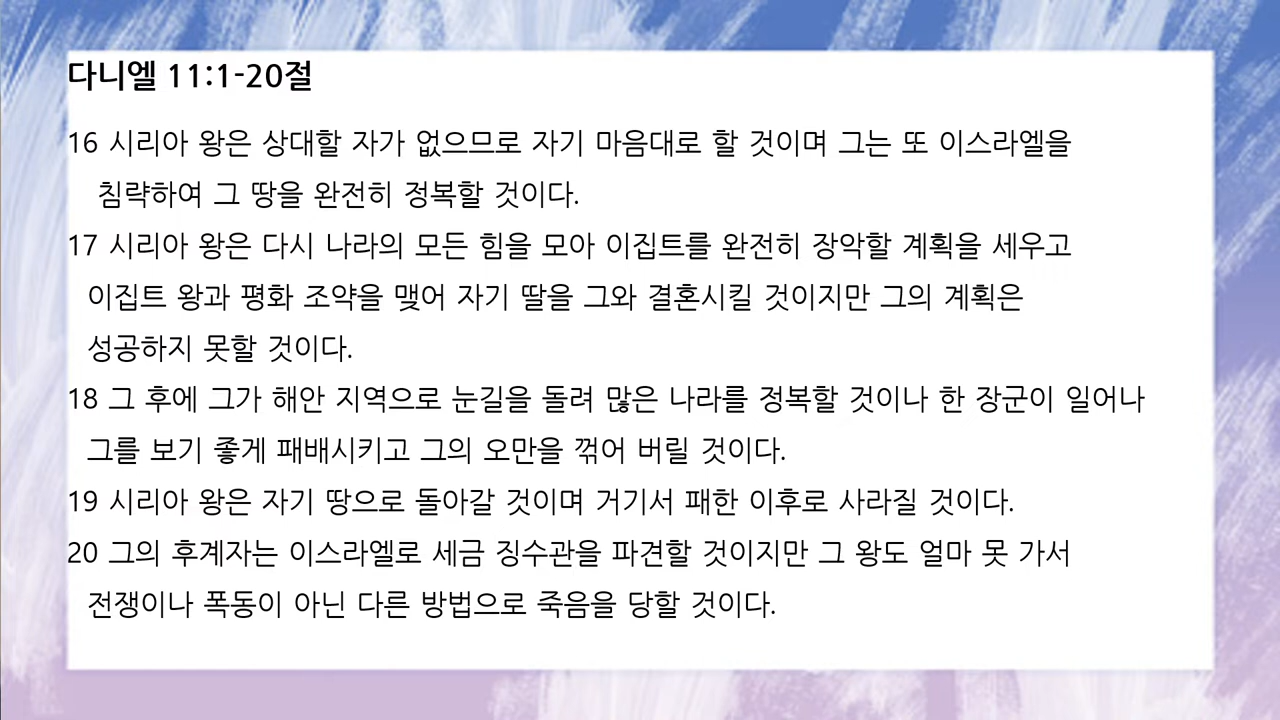 다니엘 11:1-20절
16 시리아 왕은 상대할 자가 없으므로 자기 마음대로 할 것이며 그는 또 이스라엘을
침략하여 그 땅을 완전히 정복할 것이다.
17 시리아 왕은 다시 나라의 모든 힘을 모아 이집트를 완전히 장악할 계획을 세우고
이집트 왕과 평화 조약을 맺어 자기 딸을 그와 결혼시킬 것이지만 그의 계획은
성공하지 못할 것이다.
18 그 후에 그가 해안 지역으로 눈길을 돌려 많은 나라를 정복할 것이나 한 장군이 일어나
그를 보기 좋게 패배시키고 그의 오만을 꺾어 버릴 것이다.
19 시리아 왕은 자기 땅으로 돌아갈 것이며 거기서 패한 이후로 사라질 것이다.
20 그의 후계자는 이스라엘로 세금 징수관을 파견할 것이지만 그 왕도 얼마 못 가서
전쟁이나 폭동이 아닌 다른 방법으로 죽음을 당할 것이다.